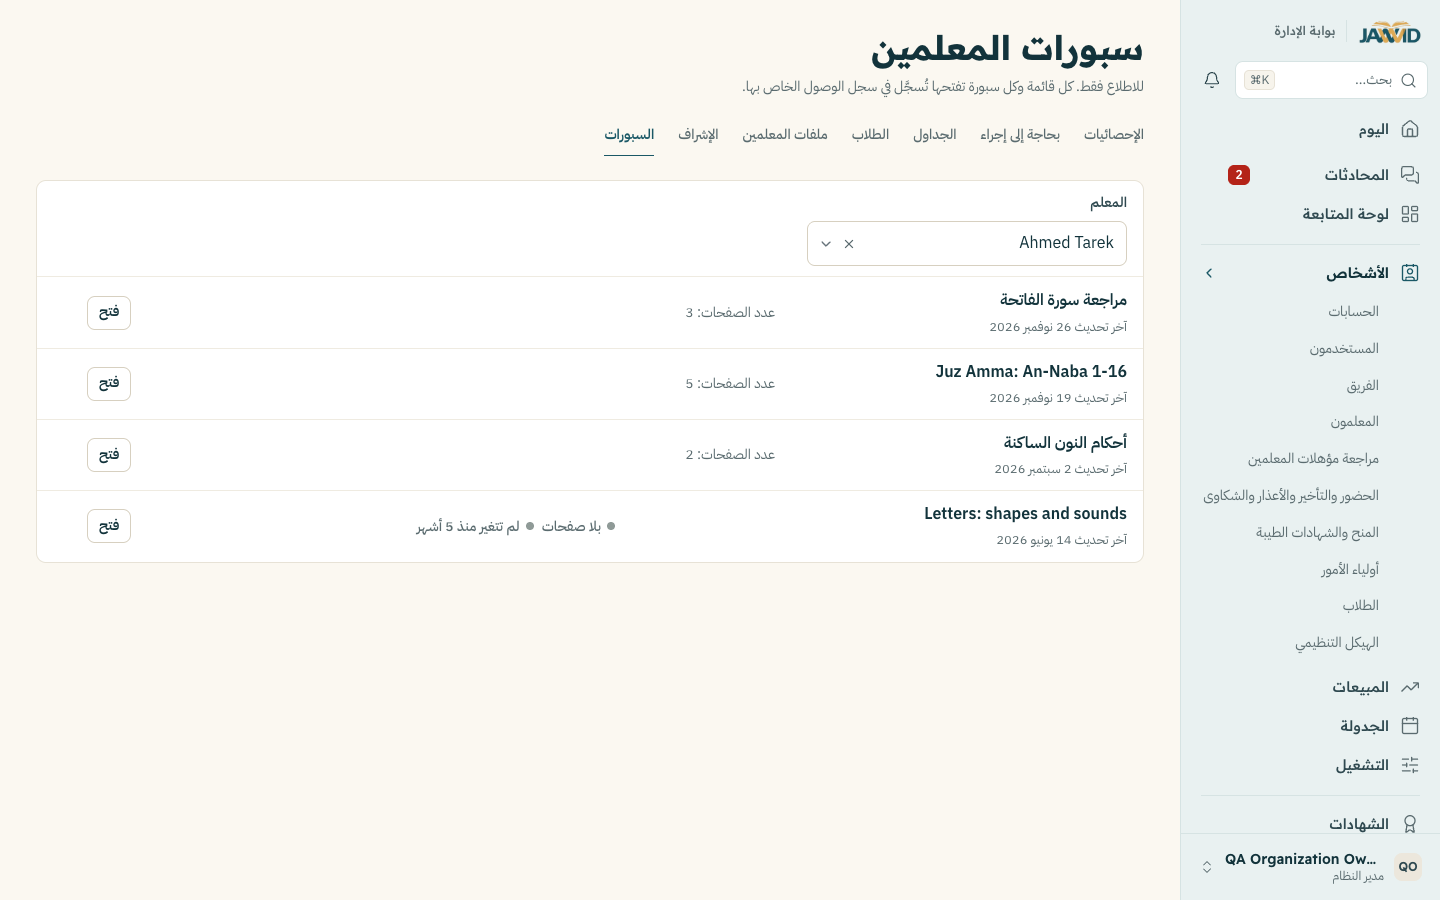 JAWWID
بوابة الإدارة
بحث...
⌘K
اليوم
المحادثات
2
لوحة المتابعة
الأشخاص
الحسابات
المستخدمون
الفريق
المعلمون
مراجعة مؤهلات المعلمين
الحضور والتأخير والأعذار والشكاوى
المنح والشهادات الطيبة
أولياء الأمور
الطلاب
الهيكل التنظيمي
المبيعات
الجدولة
التشغيل
الشهادات
QO
QA Organization Ow...
مدير النظام
سبورات المعلمين
للاطلاع فقط. كل قائمة وكل سبورة تفتحها تُسجَّل في سجل الوصول الخاص بها.
الإحصائيات
بحاجة إلى إجراء
الجداول
الطلاب
ملفات المعلمين
الإشراف
السبورات
المعلم
Ahmed Tarek
مراجعة سورة الفاتحة
آخر تحديث 26 نوفمبر 2026
عدد الصفحات: 3
فتح
Juz Amma: An-Naba 1-16
آخر تحديث 19 نوفمبر 2026
عدد الصفحات: 5
فتح
أحكام النون الساكنة
آخر تحديث 2 سبتمبر 2026
عدد الصفحات: 2
فتح
Letters: shapes and sounds
آخر تحديث 14 يونيو 2026
بلا صفحات
لم تتغير منذ 5 أشهر
فتح